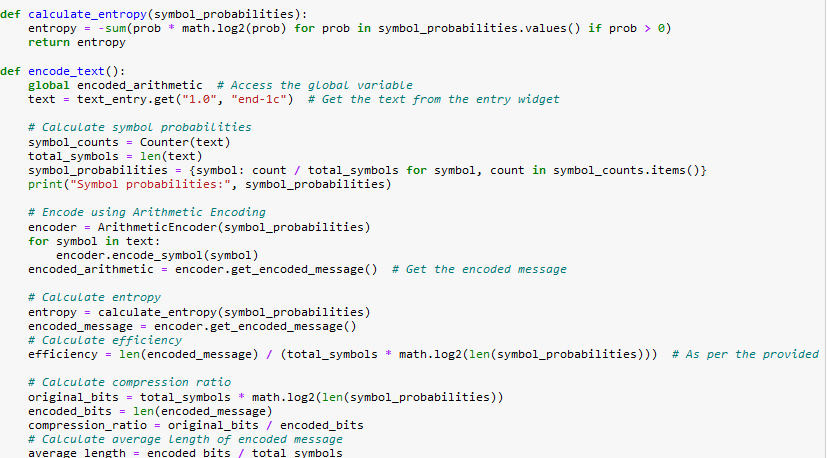 def calculate_entropy(symbol_probabilities):
    entropy = -sum(prob * math.log2(prob) for prob in symbol_probabilities.values() if prob > 0)
    return entropy

def encode_text():
    global encoded_arithmetic  # Access the global variable
    text = text_entry.get("1.0", "end-1c")  # Get the text from the entry widget

    # Calculate symbol probabilities
    symbol_counts = Counter(text)
    total_symbols = len(text)
    symbol_probabilities = {symbol: count / total_symbols for symbol, count in symbol_counts.items()}
    print("Symbol probabilities:", symbol_probabilities)

    # Encode using Arithmetic Encoding
    encoder = ArithmeticEncoder(symbol_probabilities)
    for symbol in text:
        encoder.encode_symbol(symbol)
    encoded_arithmetic = encoder.get_encoded_message()  # Get the encoded message

    # Calculate entropy
    entropy = calculate_entropy(symbol_probabilities)
    encoded_message = encoder.get_encoded_message()
    # Calculate efficiency
    efficiency = len(encoded_message) / (total_symbols * math.log2(len(symbol_probabilities)))  # As per the provided

    # Calculate compression ratio
    original_bits = total_symbols * math.log2(len(symbol_probabilities))
    encoded_bits = len(encoded_message)
    compression_ratio = original_bits / encoded_bits
    # Calculate average length of encoded message
    average_length = encoded_bits / total_symbols